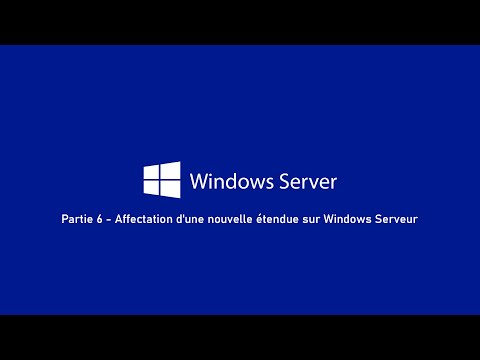 Windows Server
Partie 6 - Affectation d'une nouvelle étendue sur Windows Serveur